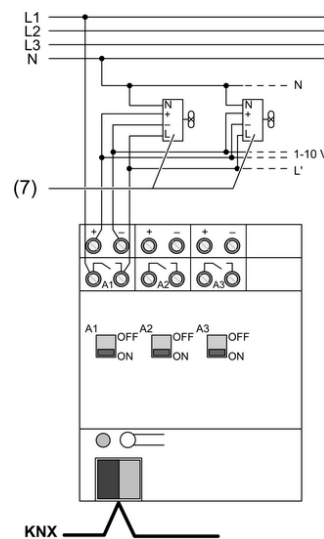 L1
L2
L3
N
N
N N
+ +
− −
L L
1-10 V
L'
(7)
+ − + − + −
A1 A2 A3
A1 OFF ON A2 OFF ON A3 OFF ON
KNX